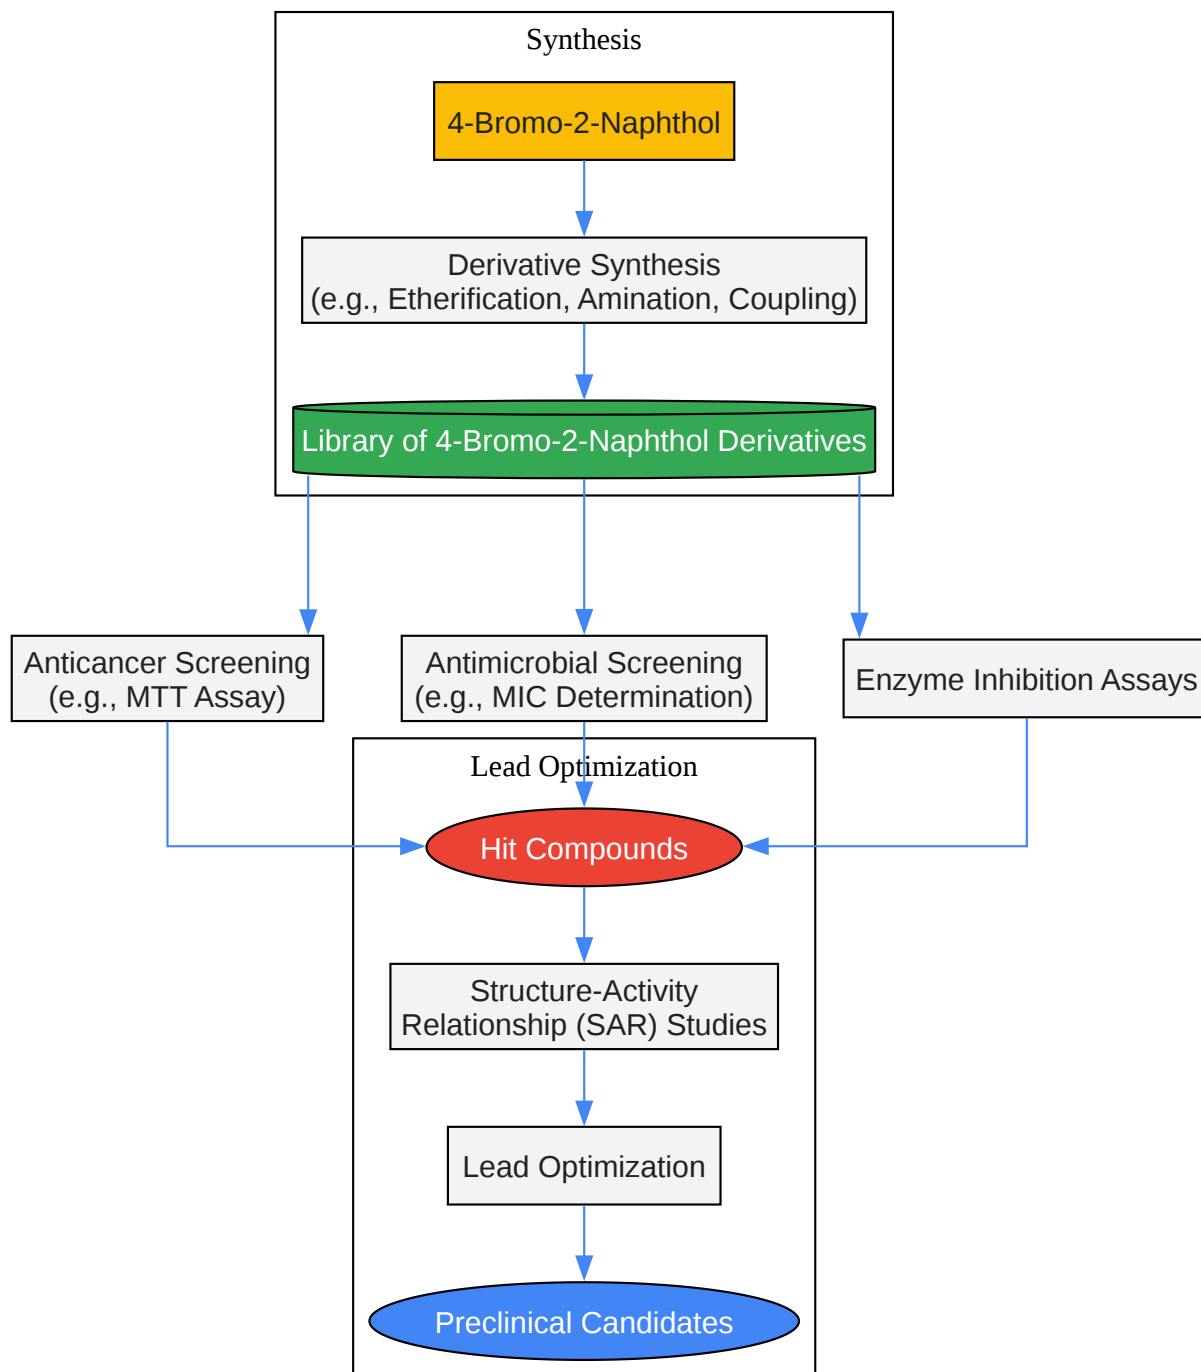 Synthesis
4-Bromo-2-Naphthol
Derivative Synthesis
(e.g., Etherification, Amination, Coupling)
Library of 4-Bromo-2-Naphthol Derivatives
Anticancer Screening
(e.g., MTT Assay)
Antimicrobial Screening
(e.g., MIC Determination)
Enzyme Inhibition Assays
Lead Optimization
Hit Compounds
Structure-Activity
Relationship (SAR) Studies
Lead Optimization
Preclinical Candidates